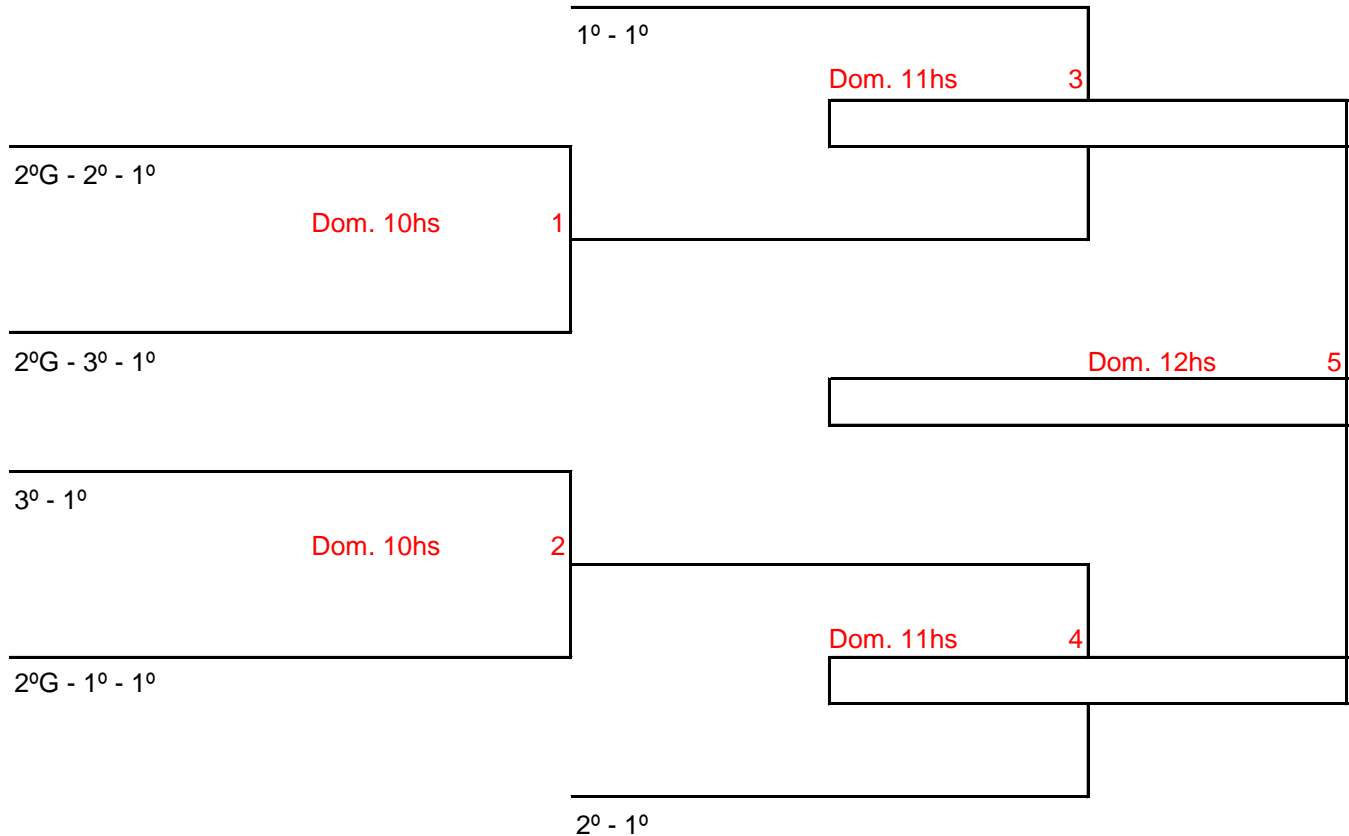 1º - 1º
Dom. 11hs 3
2ºG - 2º - 1º
Dom. 10hs 1
2ºG - 3º - 1º
Dom. 12hs 5
3º - 1º
Dom. 10hs 2
Dom. 11hs 4
2ºG - 1º - 1º
2º - 1º